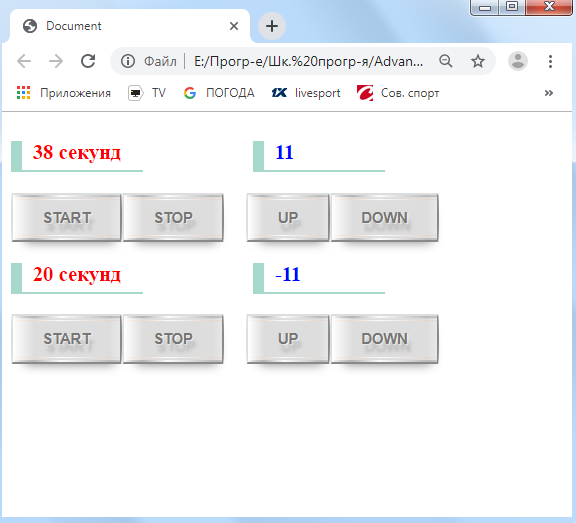 Document
Файл E:/Прогр-е/Шк.%20прогр-я/Advan...
Приложения TV ПОГОДА 1X livesport Сов. спорт »
38 секунд 11
START STOP UP DOWN
20 секунд -11
START STOP UP DOWN